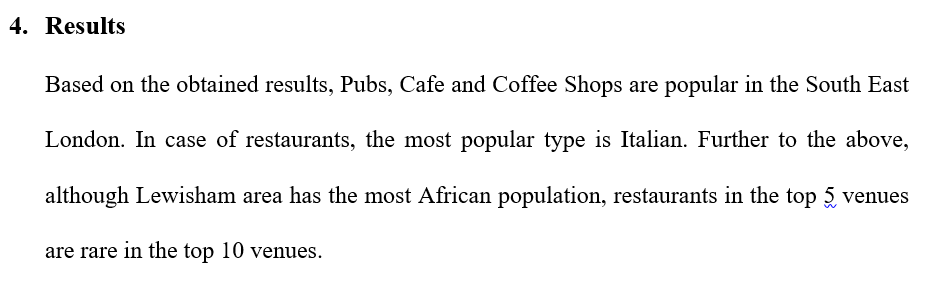 4. Results
Based on the obtained results, Pubs, Cafe and Coffee Shops are popular in the South East
London. In case of restaurants, the most popular type is Italian. Further to the above,
although Lewisham area has the most African population, restaurants in the top 5 venues
are rare in the top 10 venues.